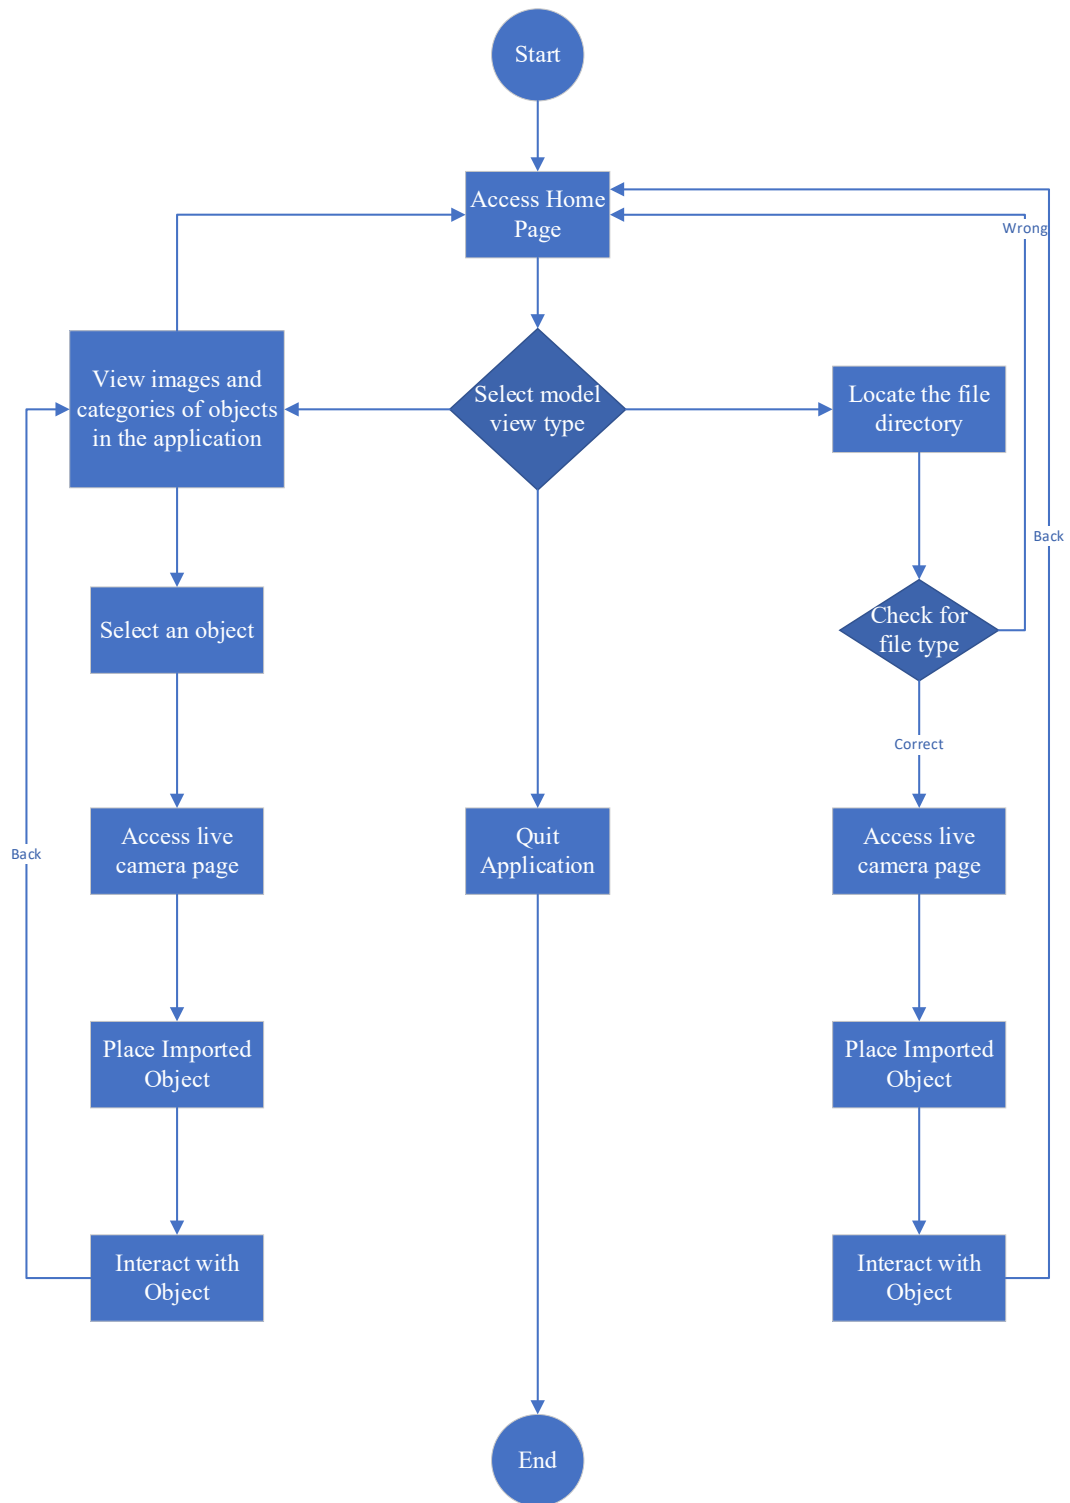 Start
Access Home
Page
Wrong
View images and
categories of objects
in the application
Select model
view type
Locate the file
directory
Back
Select an object
Check for
file type
Correct
Back
Access live
camera page
Quit
Application
Access live
camera page
Place Imported
Object
Place Imported
Object
Interact with
Object
Interact with
Object
End